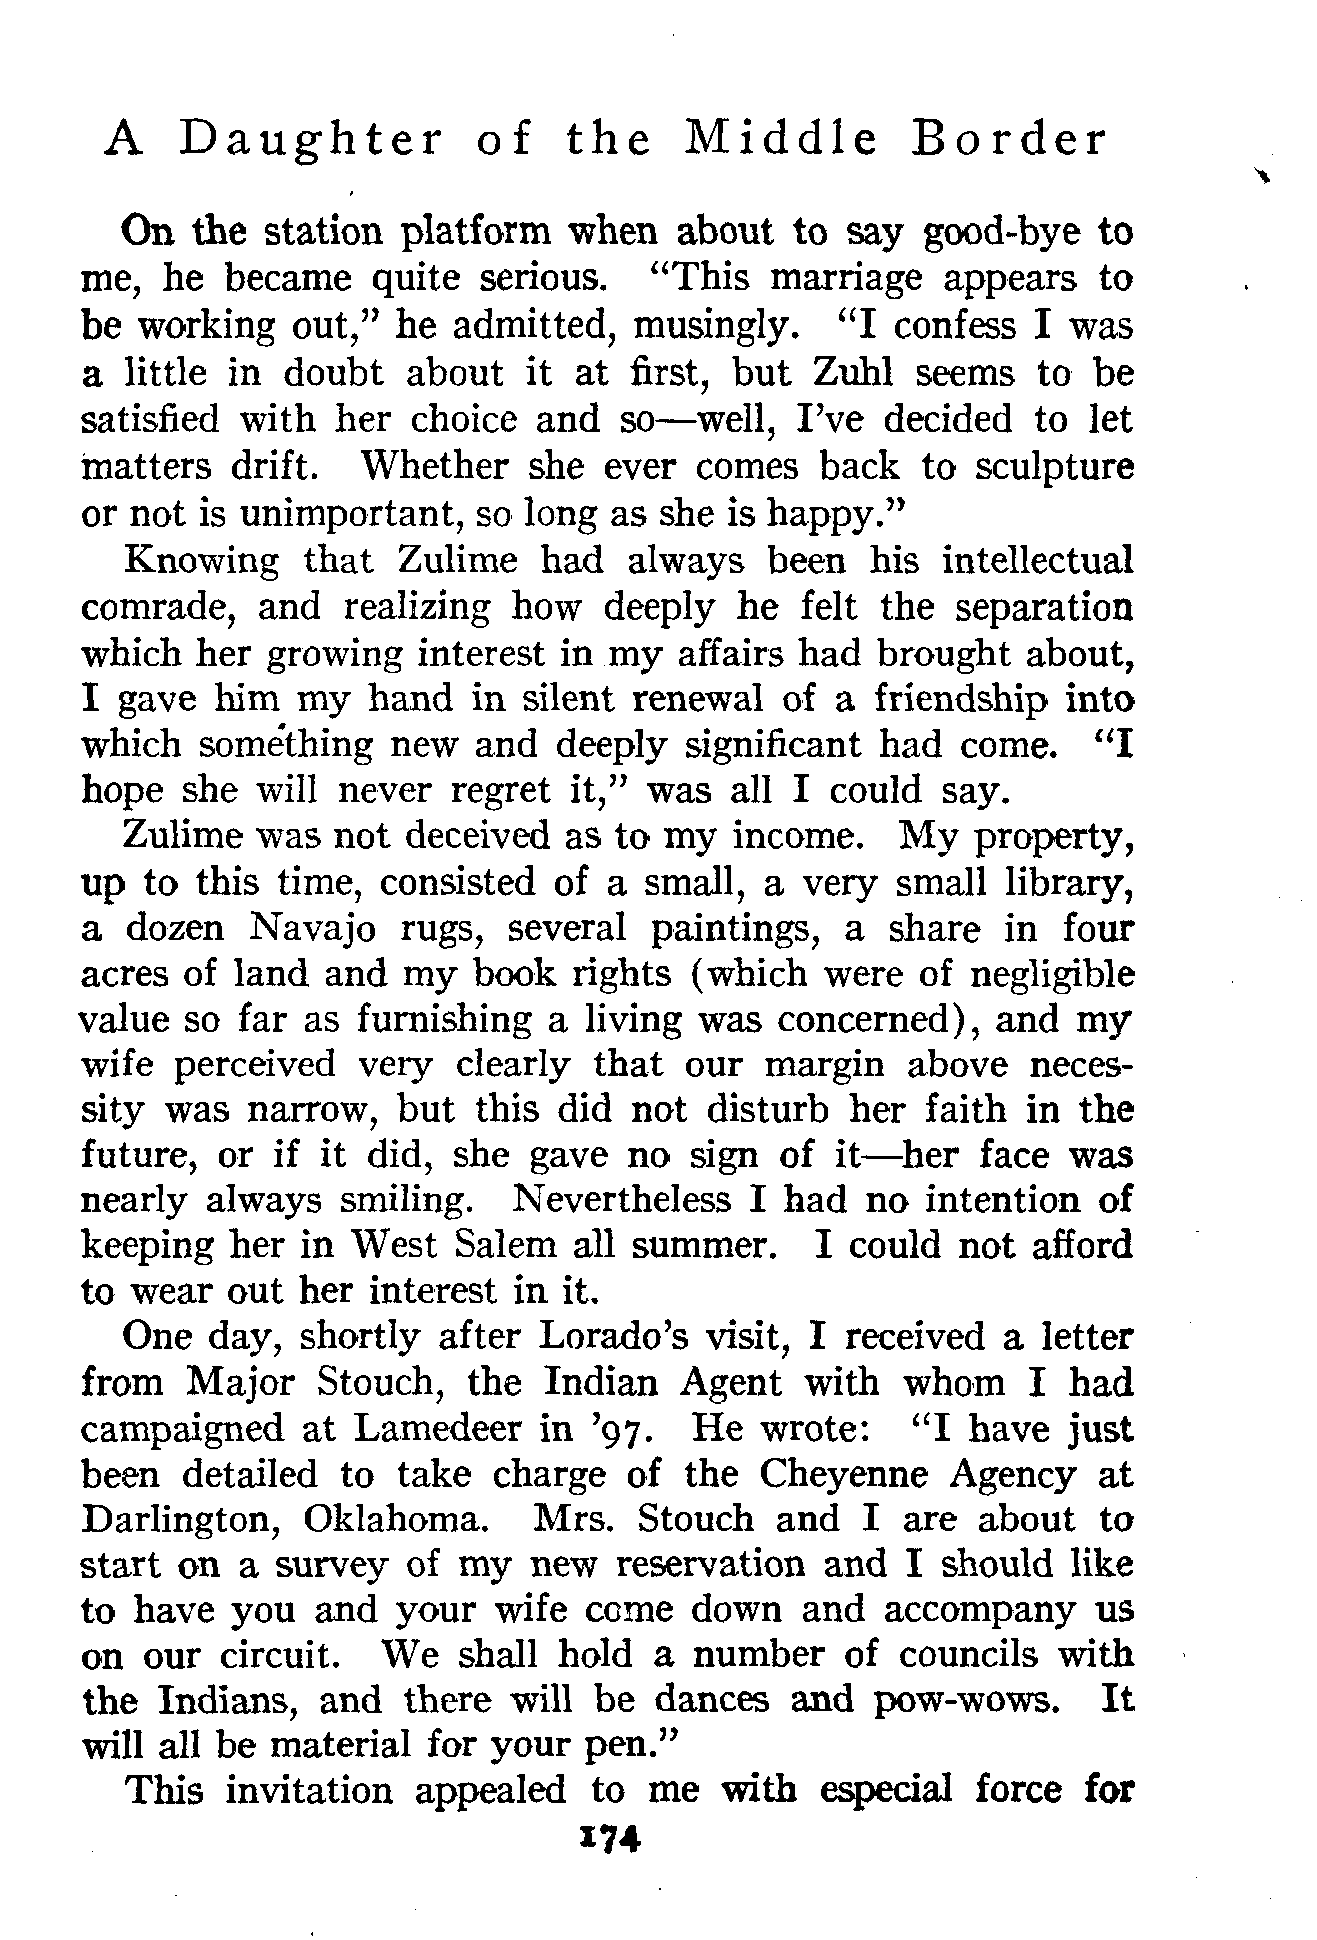 A Daughter of the Middle Border
On the station platform when about to say good-bye to
me, he became quite serious. “This marriage appears to
be working out,” he admitted, musingly. “I confess I was
a little in doubt about it at first, but Zuhl seems to be
satisfied with her choice and so—well, I’ve decided to let
matters drift. Whether she ever comes back to sculpture
or not is unimportant, so long as she is happy.”
Knowing that Zulime had always been his intellectual
comrade, and realizing how deeply he felt the separation
which her growing interest in my affairs had brought about,
I gave him my hand in silent renewal of a friendship into
which something new and deeply significant had come. “I
hope she will never regret it,” was all I could say.
Zulime was not deceived as to my income. My property,
up to this time, consisted of a small, a very small library,
a dozen Navajo rugs, several paintings, a share in four
acres of land and my book rights (which were of negligible
value so far as furnishing a living was concerned), and my
wife perceived very clearly that our margin above neces-
sity was narrow, but this did not disturb her faith in the
future, or if it did, she gave no sign of it—her face was
nearly always smiling. Nevertheless I had no intention of
keeping her in West Salem all summer. I could not afford
to wear out her interest in it.
One day, shortly after Lorado’s visit, I received a letter
from Major Stouch, the Indian Agent with whom I had
campaigned at Lamedeer in ’97. He wrote: “I have just
been detailed to take charge of the Cheyenne Agency at
Darlington, Oklahoma. Mrs. Stouch and I are about to
start on a survey of my new reservation and I should like
to have you and your wife come down and accompany us
on our circuit. We shall hold a number of councils with
the Indians, and there will be dances and pow-wows. It
will all be material for your pen.”
This invitation appealed to me with especial force for
174